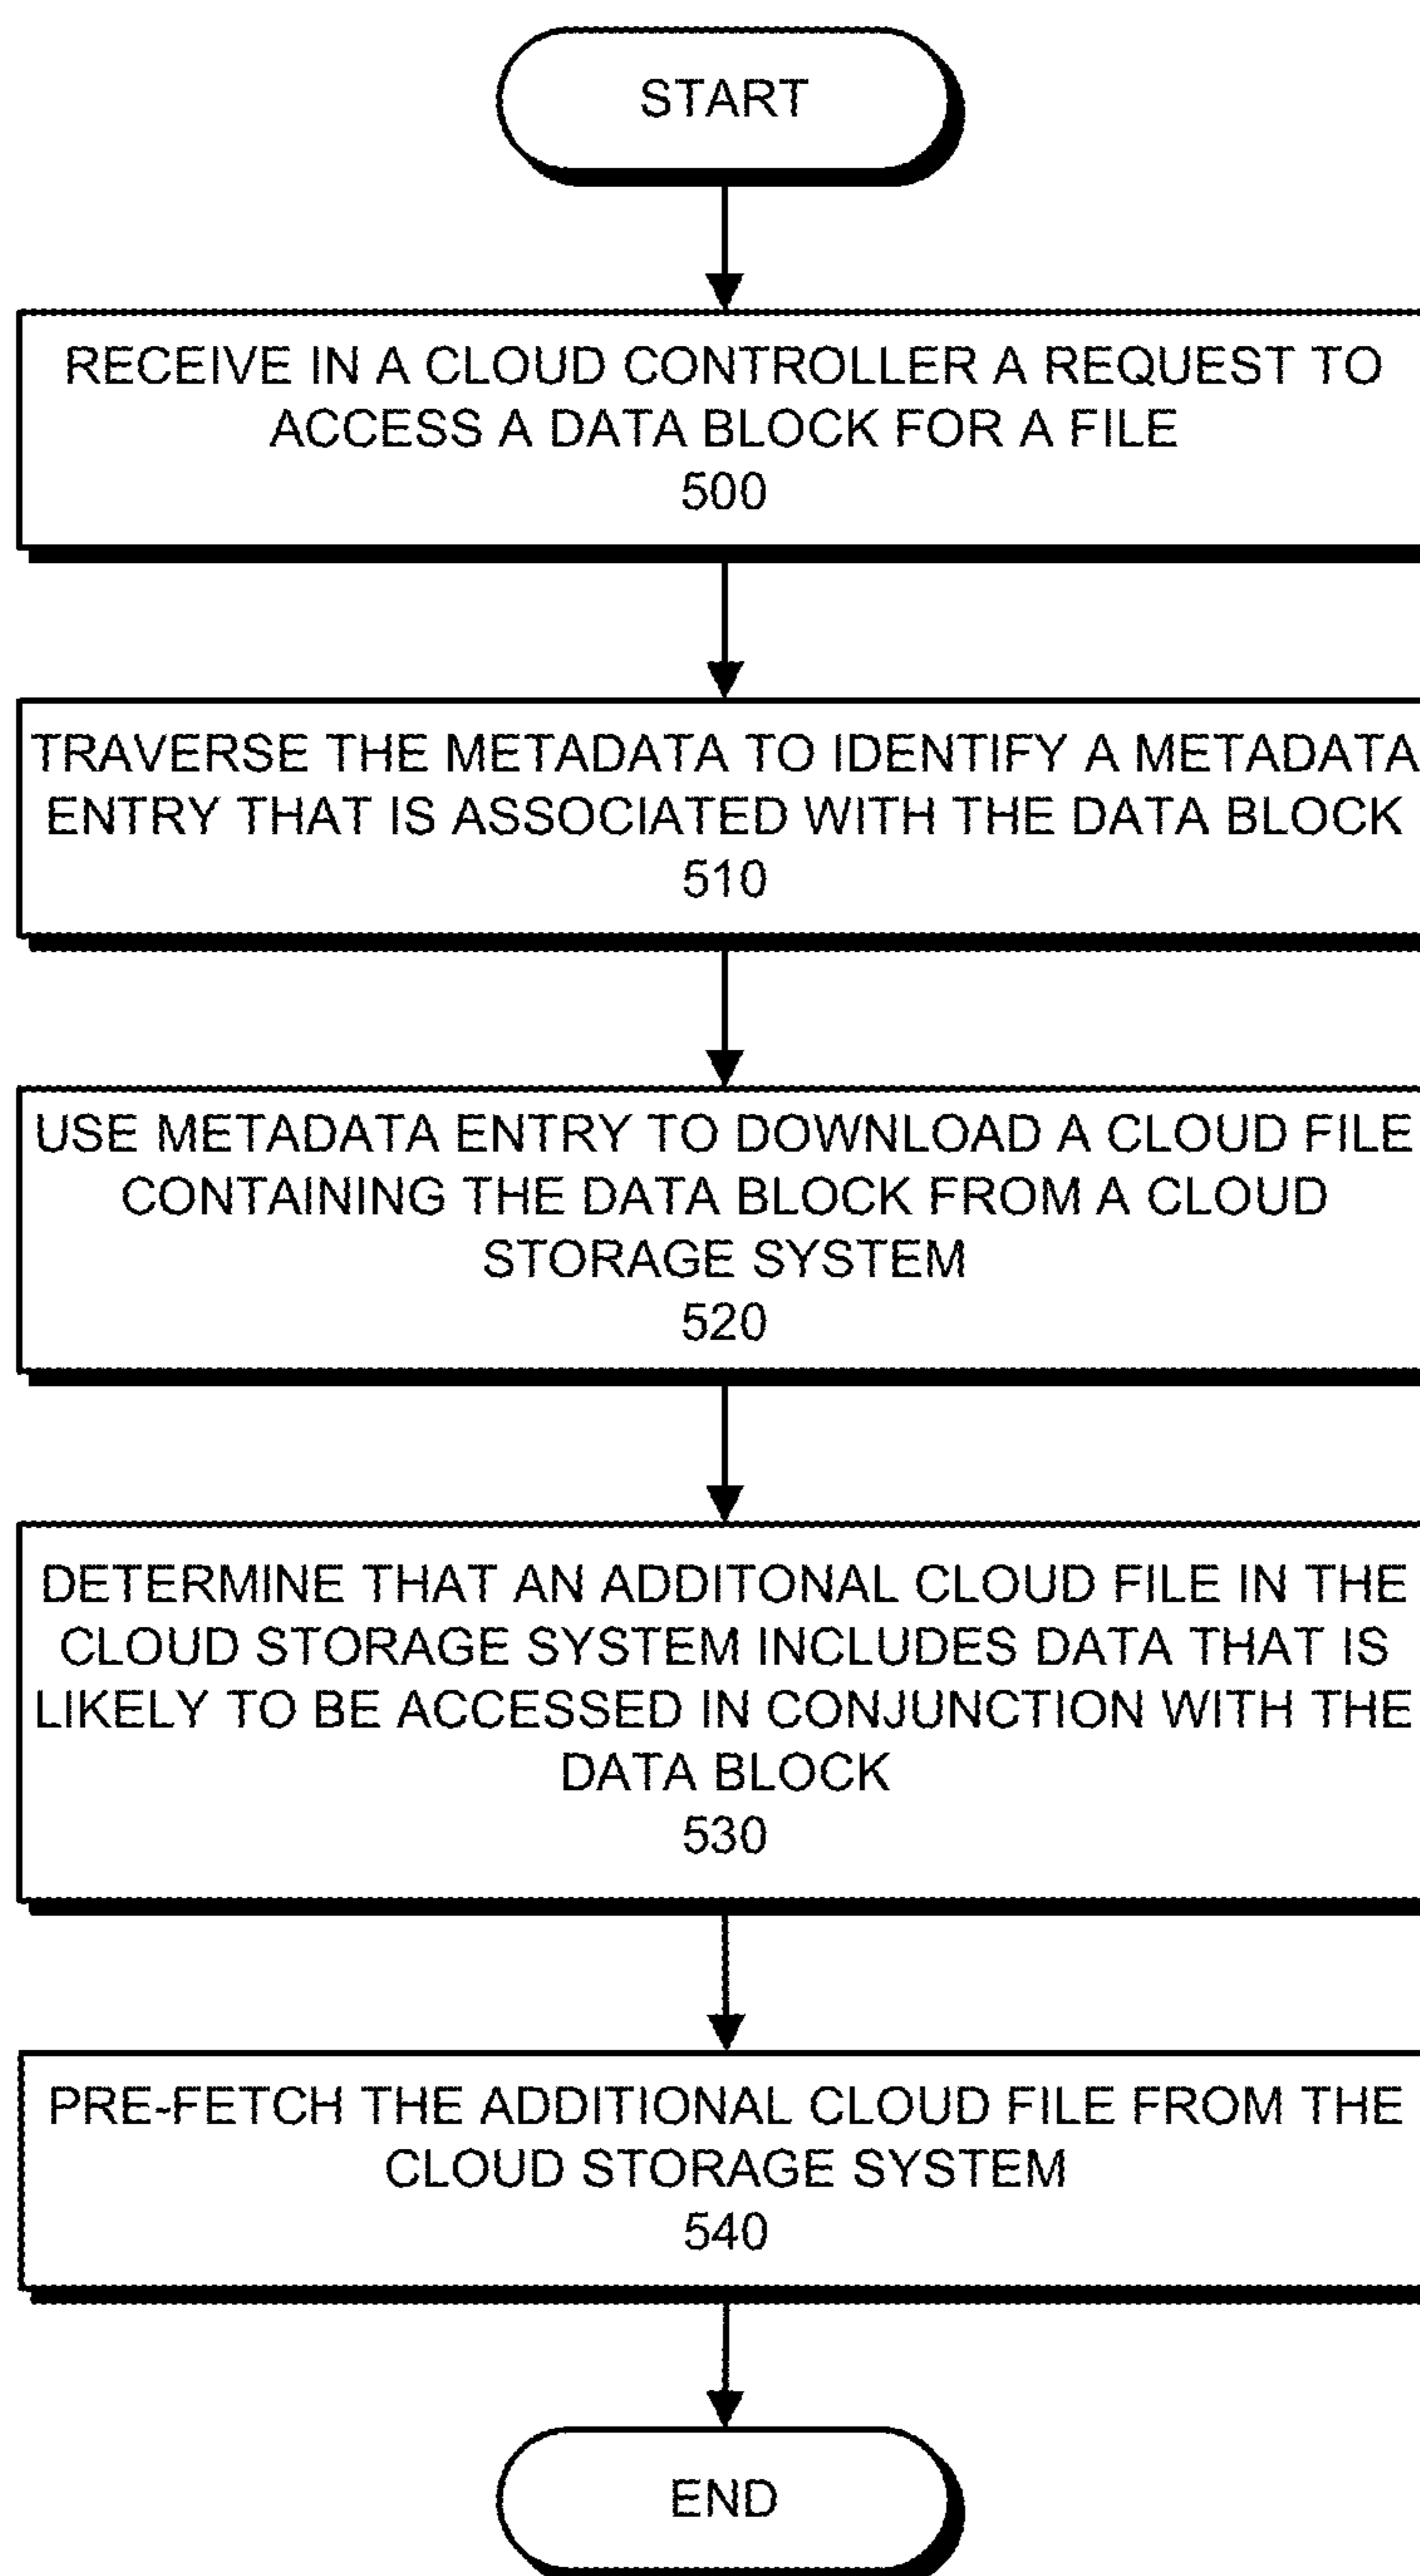 START
RECEIVE IN A CLOUD CONTROLLER A REQUEST TO
ACCESS A DATA BLOCK FOR A FILE
500
TRAVERSE THE METADATA TO IDENTIFY A METADATA
ENTRY THAT IS ASSOCIATED WITH THE DATA BLOCK
510
USE METADATA ENTRY TO DOWNLOAD A CLOUD FILE
CONTAINING THE DATA BLOCK FROM A CLOUD
STORAGE SYSTEM
520
DETERMINE THAT AN ADDITONAL CLOUD FILE IN THE
CLOUD STORAGE SYSTEM INCLUDES DATA THAT IS
LIKELY TO BE ACCESSED IN CONJUNCTION WITH THE
DATA BLOCK
530
PRE-FETCH THE ADDITIONAL CLOUD FILE FROM THE
CLOUD STORAGE SYSTEM
540
END